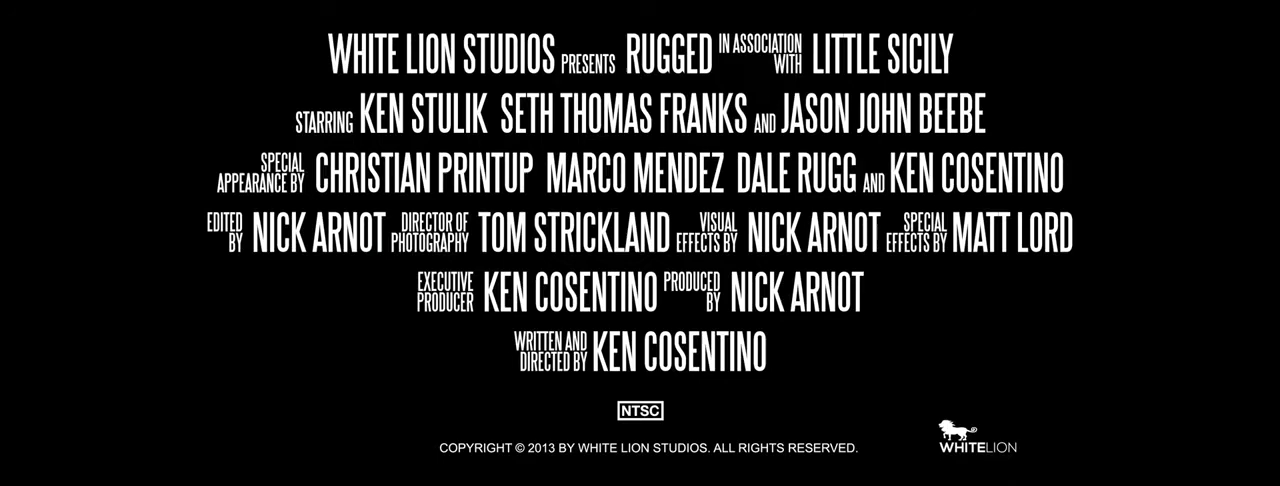 WHITE LION STUDIOS PRESENTS RUGGED IN ASSOCIATION WITH LITTLE SICILY
STARRING KEN STULIK SETH THOMAS FRANKS AND JASON JOHN BEEBE
SPECIAL APPEARANCE BY CHRISTIAN PRINTUP MARCO MENDEZ DALE RUGG AND KEN COSENTINO
EDITED BY NICK ARNOT DIRECTOR OF PHOTOGRAPHY TOM STRICKLAND VISUAL EFFECTS BY NICK ARNOT SPECIAL EFFECTS BY MATT LORD
EXECUTIVE PRODUCER KEN COSENTINO PRODUCED BY NICK ARNOT
WRITTEN AND DIRECTED BY KEN COSENTINO
NTSC
COPYRIGHT © 2013 BY WHITE LION STUDIOS. ALL RIGHTS RESERVED.
WHITELION